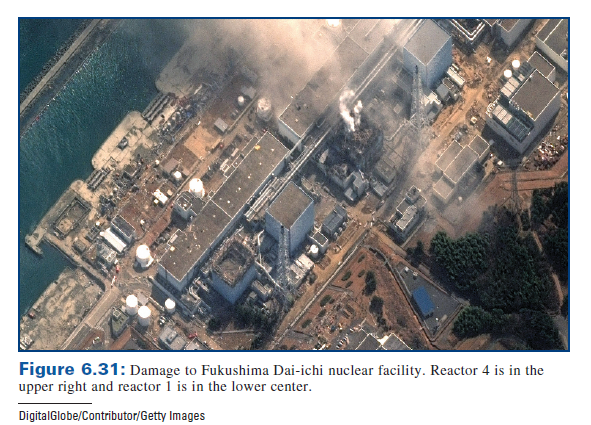 Figure 6.31: Damage to Fukushima Dai-ichi nuclear facility. Reactor 4 is in the
upper right and reactor 1 is in the lower center.
DigitalGlobe/Contributor/Getty Images